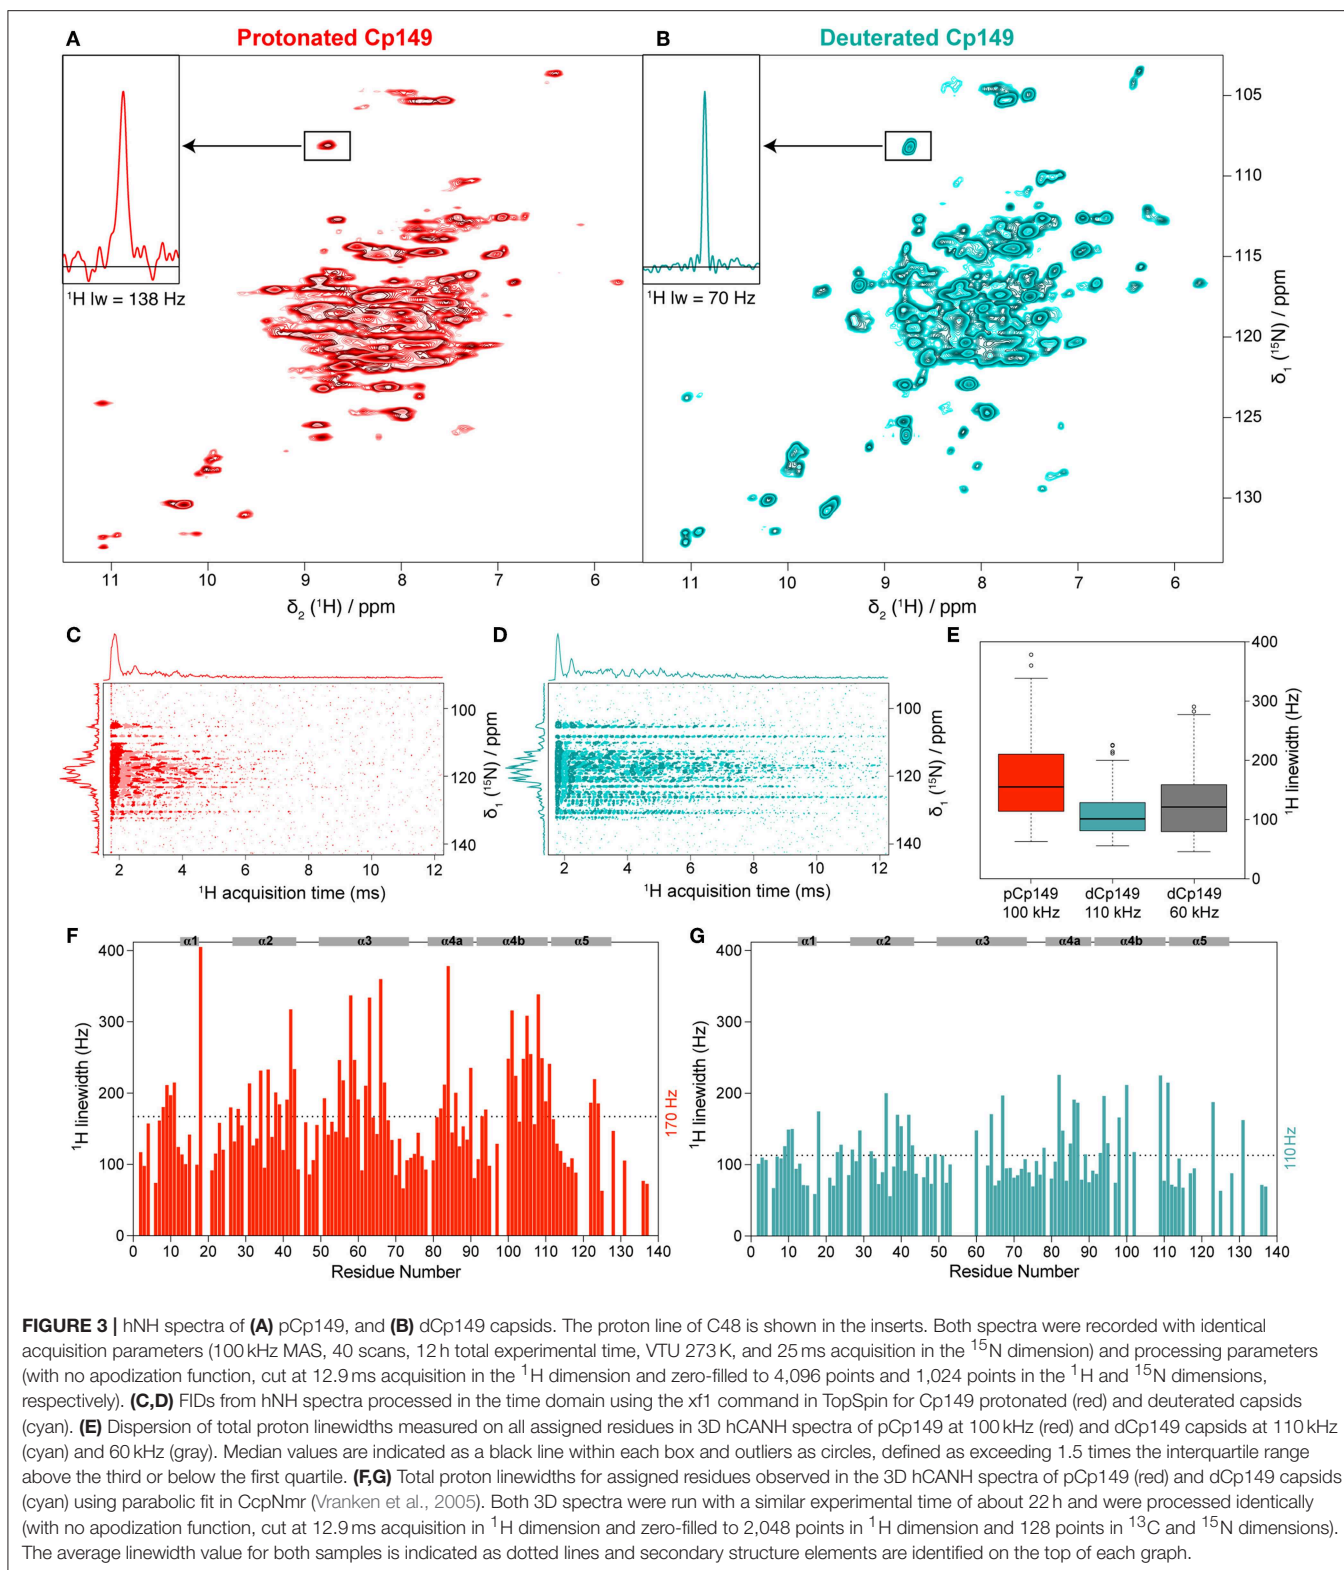 A
Protonated Cp149
B
Deuterated Cp149
¹H lw = 138 Hz
¹H lw = 70 Hz
105
110
115
120
125
130
δ₁ (¹⁵N) / ppm
11 10 9 8 7 6
11 10 9 8 7 6
δ₂ (¹H) / ppm
δ₂ (¹H) / ppm
C
D
E
100
120
140
δ₁ (¹⁵N) / ppm
2 4 6 8 10 12
¹H acquisition time (ms)
100
120
140
δ₁ (¹⁵N) / ppm
2 4 6 8 10 12
¹H acquisition time (ms)
400
300
200
100
0
¹H linewidth (Hz)
pCp149 dCp149 dCp149
100 kHz 110 kHz 60 kHz
F
α1 α2 α3 α4a α4b α5
400
300
200
100
0
¹H linewidth (Hz)
170 Hz
0 10 20 30 40 50 60 70 80 90 100 110 120 130 140
Residue Number
G
α1 α2 α3 α4a α4b α5
400
300
200
100
0
¹H linewidth (Hz)
110 Hz
0 10 20 30 40 50 60 70 80 90 100 110 120 130 140
Residue Number
FIGURE 3 | hNH spectra of (A) pCp149, and (B) dCp149 capsids. The proton line of C48 is shown in the inserts. Both spectra were recorded with identical
acquisition parameters (100 kHz MAS, 40 scans, 12 h total experimental time, VTU 273 K, and 25 ms acquisition in the ¹⁵N dimension) and processing parameters
(with no apodization function, cut at 12.9 ms acquisition in the ¹H dimension and zero-filled to 4,096 points and 1,024 points in the ¹H and ¹⁵N dimensions,
respectively). (C,D) FIDs from hNH spectra processed in the time domain using the xf1 command in TopSpin for Cp149 protonated (red) and deuterated capsids
(cyan). (E) Dispersion of total proton linewidths measured on all assigned residues in 3D hCANH spectra of pCp149 at 100 kHz (red) and dCp149 capsids at 110 kHz
(cyan) and 60 kHz (gray). Median values are indicated as a black line within each box and outliers as circles, defined as exceeding 1.5 times the interquartile range
above the third or below the first quartile. (F,G) Total proton linewidths for assigned residues observed in the 3D hCANH spectra of pCp149 (red) and dCp149 capsids
(cyan) using parabolic fit in CcpNmr (Vranken et al., 2005). Both 3D spectra were run with a similar experimental time of about 22 h and were processed identically
(with no apodization function, cut at 12.9 ms acquisition in ¹H dimension and zero-filled to 2,048 points in ¹H dimension and 128 points in ¹³C and ¹⁵N dimensions).
The average linewidth value for both samples is indicated as dotted lines and secondary structure elements are identified on the top of each graph.